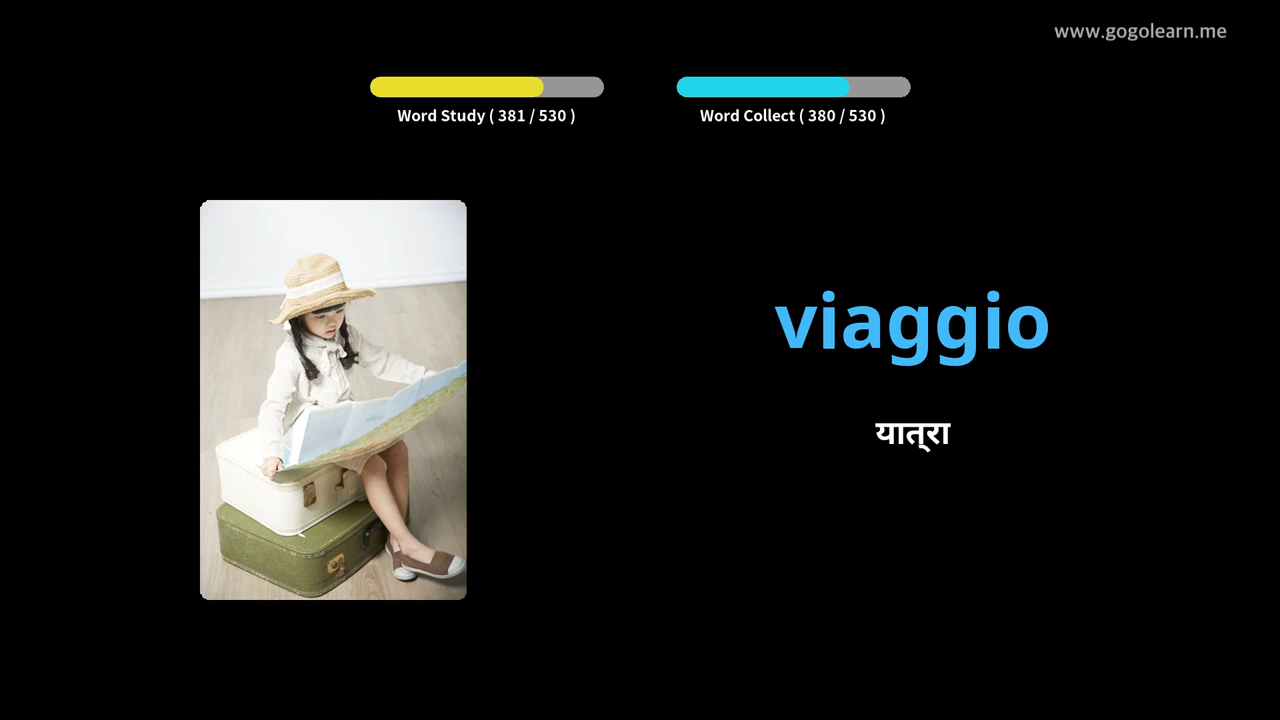 www.gogolearn.me
Word Study ( 381 / 530 )
Word Collect ( 380 / 530 )
viaggio
यात्रा